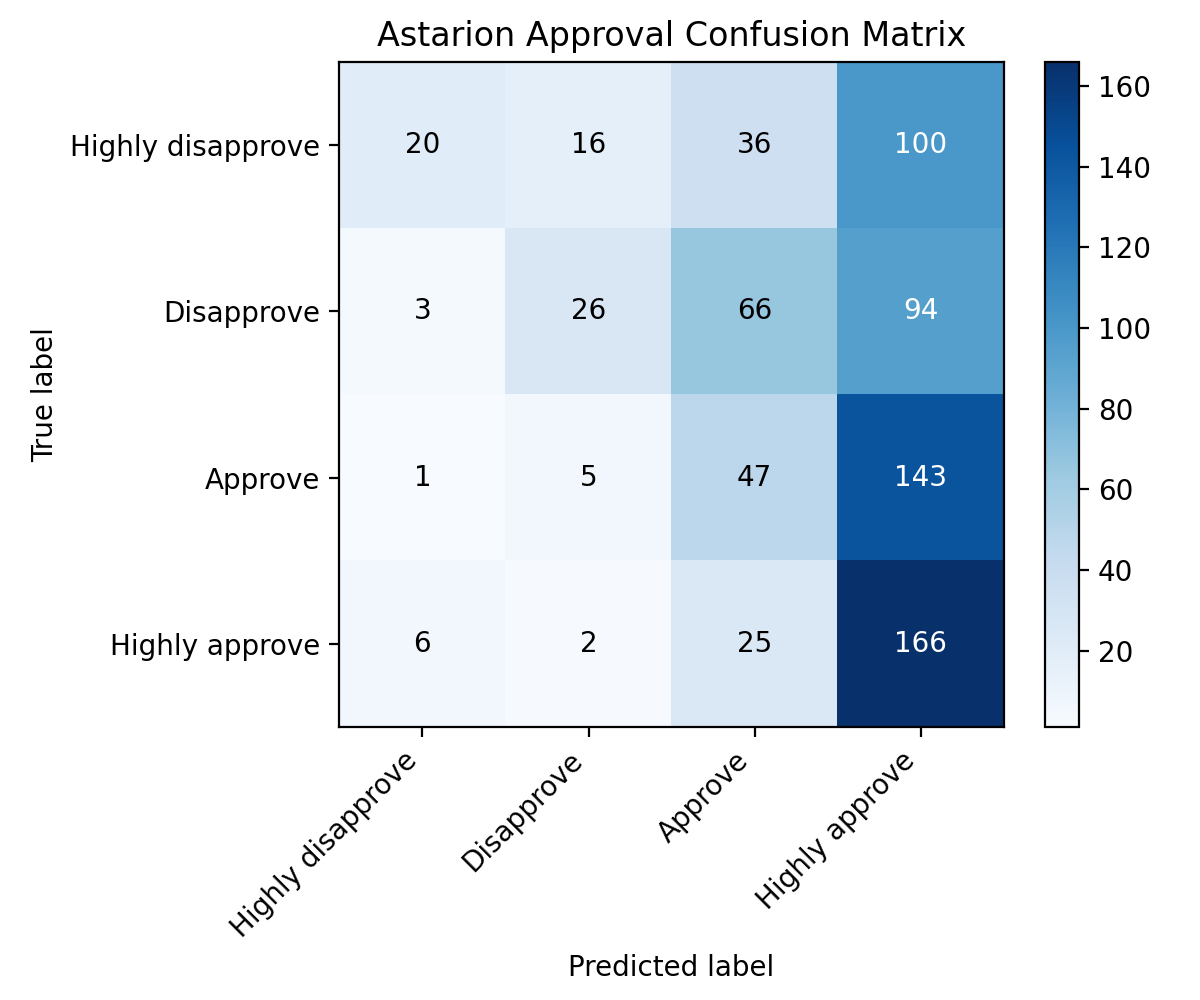 Astarion Approval Confusion Matrix
Highly disapprove 20 16 36 100
Disapprove 3 26 66 94
Approve 1 5 47 143
Highly approve 6 2 25 166
True label
Highly disapprove
Disapprove
Approve
Highly approve
Predicted label
160
140
120
100
80
60
40
20